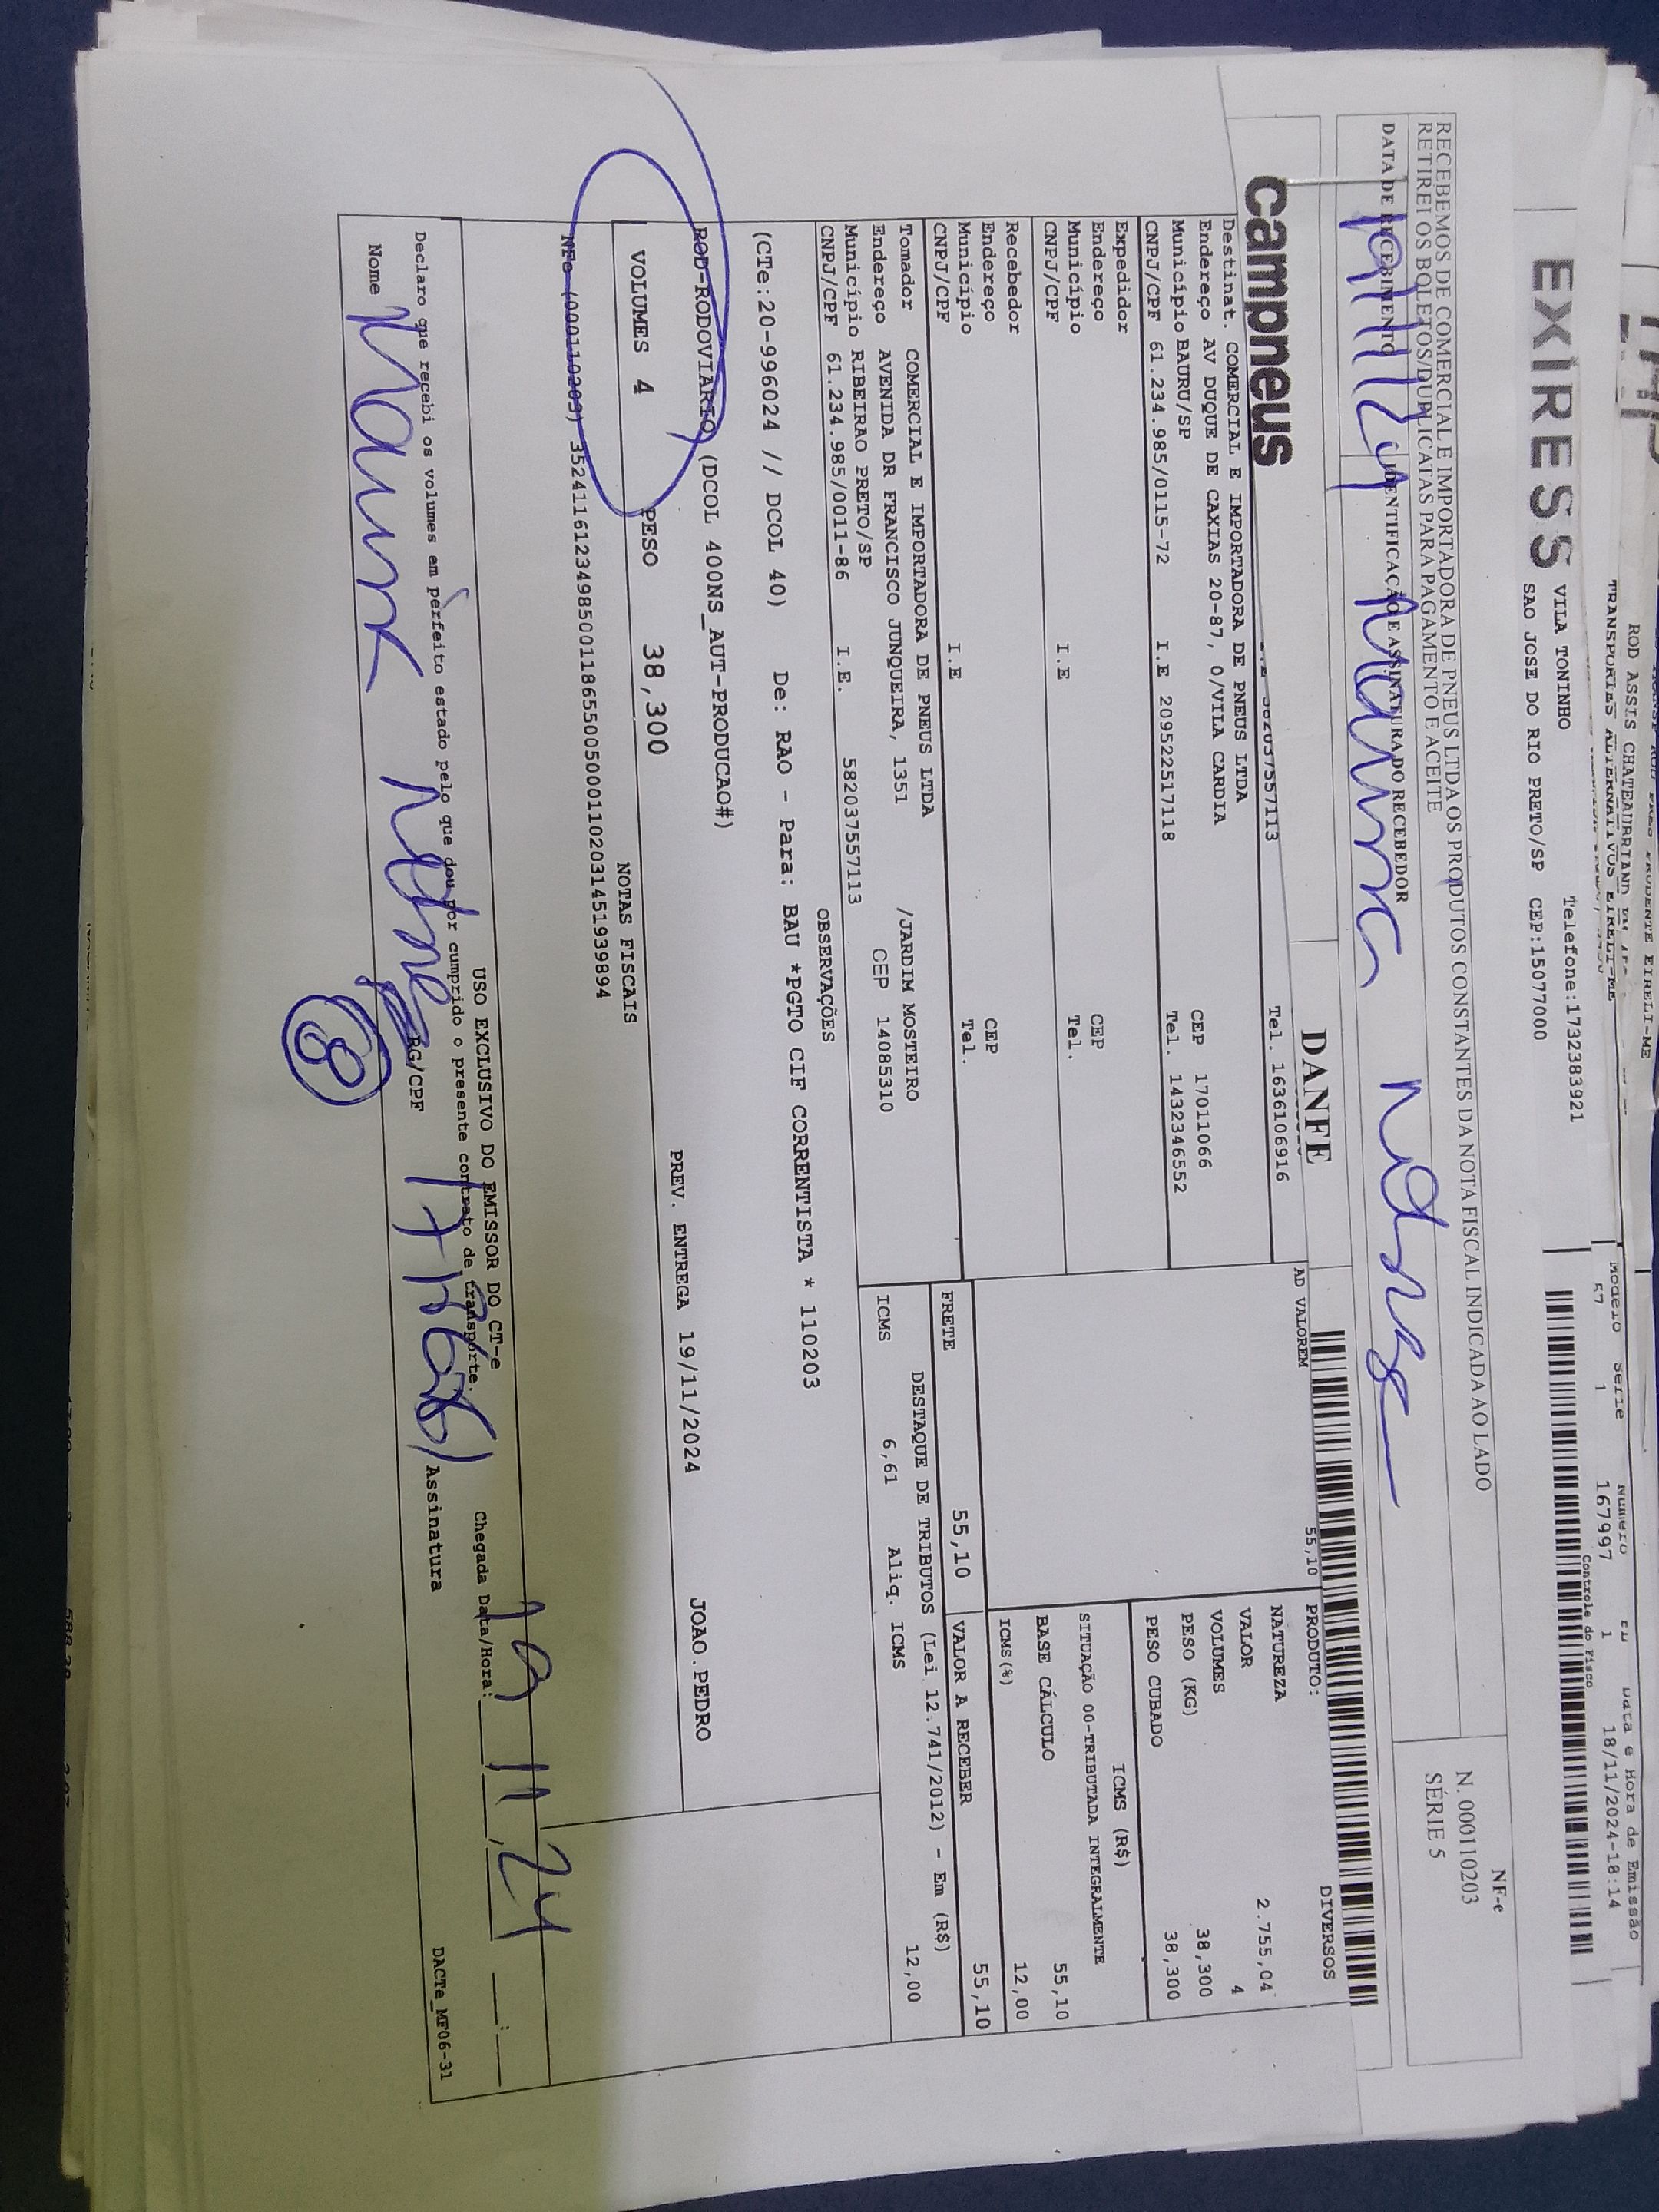 ROD ASSIS CHATEAUBRIAND
TRANSPORTES ALTERNATIVOS EIRELI-ME
EXPRESS
VILA TONINHO
Telefone:1732383921
SAO JOSE DO RIO PRETO/SP CEP:15077000
Modelo Serie Número FL Data e Hora de Emissão
57 1 167997 1 18/11/2024-18:14
Controle do Fisco
RECEBEMOS DE COMERCIAL E IMPORTADORA DE PNEUS LTDA OS PRODUTOS CONSTANTES DA NOTA FISCAL INDICADA AO LADO
RETIREI OS BOLETOS/DUPLICATAS PARA PAGAMENTO E ACEITE
DATA DE RECEBIMENTO
IDENTIFICAÇÃO E ASSINATURA DO RECEBEDOR
19/11/24
NF-e
N. 000110203
SÉRIE 5
campneus
DANFE
58203757113
Tel. 1636106916
Destinat. COMERCIAL E IMPORTADORA DE PNEUS LTDA
Endereço AV DUQUE DE CAXIAS 20-87, 0/VILA CARDIA CEP 17011066
Município BAURU/SP Tel. 1432346552
CNPJ/CPF 61.234.985/0115-72 I.E 209522517118
Expedidor
Endereço CEP
Município Tel.
CNPJ/CPF I.E
Recebedor
Endereço CEP
Município Tel.
CNPJ/CPF I.E
Tomador COMERCIAL E IMPORTADORA DE PNEUS LTDA
Endereço AVENIDA DR FRANCISCO JUNQUEIRA, 1351 /JARDIM MOSTEIRO
Município RIBEIRAO PRETO/SP CEP 14085310
CNPJ/CPF 61.234.985/0011-86 I.E. 582037557113
AD VALOREM 55,10
FRETE 55,10
PRODUTO: DIVERSOS
NATUREZA
VALOR 2.755,04
VOLUMES 4
PESO (KG) 38,300
PESO CUBADO 38,300
ICMS (R$)
SITUAÇÃO 00-TRIBUTADA INTEGRALMENTE
BASE CÁLCULO 55,10
ICMS(%) 12,00
VALOR A RECEBER 55,10
DESTAQUE DE TRIBUTOS (Lei 12.741/2012) - Em (R$)
ICMS 6,61 Aliq. ICMS 12,00
OBSERVAÇÕES
(CTe:20-996024 // DCOL 40) De: RAO - Para: BAU *PGTO CIF CORRENTISTA * 110203
ROD-RODOVIARIO (DCOL 400NS_AUT-PRODUCAO#)
PREV. ENTREGA 19/11/2024 JOAO.PEDRO
VOLUMES 4 PESO 38,300
NOTAS FISCAIS
NFe (000110203) 35241161234985001186550050001102031451939894
USO EXCLUSIVO DO EMISSOR DO CT-e
Declaro que recebi os volumes em perfeito estado pelo que dou por cumprido o presente contrato de transporte.
Chegada Data/Hora: 19 11 24
Nome RG/CPF Assinatura
DACTe_MF06-31